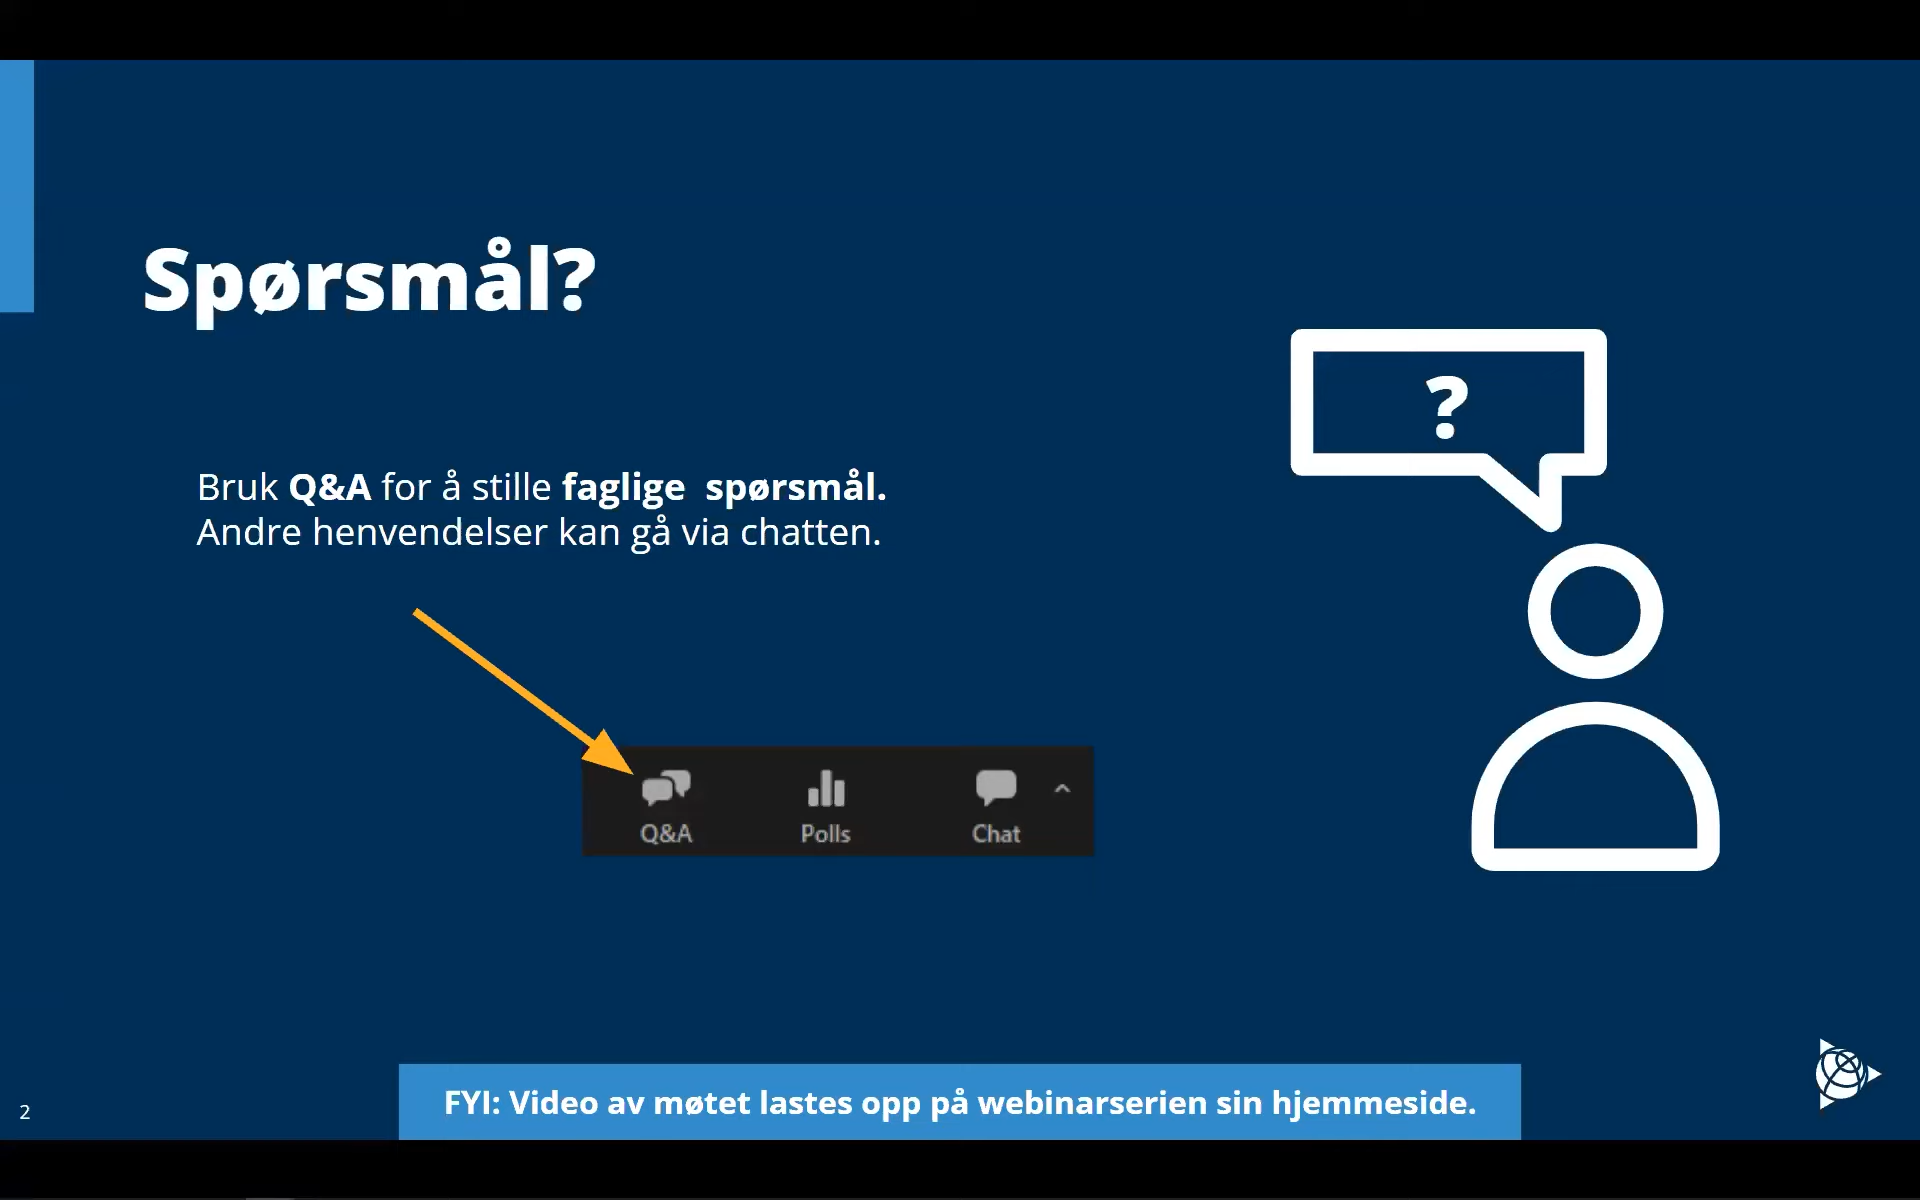 Spørsmål?
?
Bruk Q&A for å stille faglige  spørsmål.
Andre henvendelser kan gå via chatten.
Q&A Polls Chat
FYI: Video av møtet lastes opp på webinarserien sin hjemmeside.
2